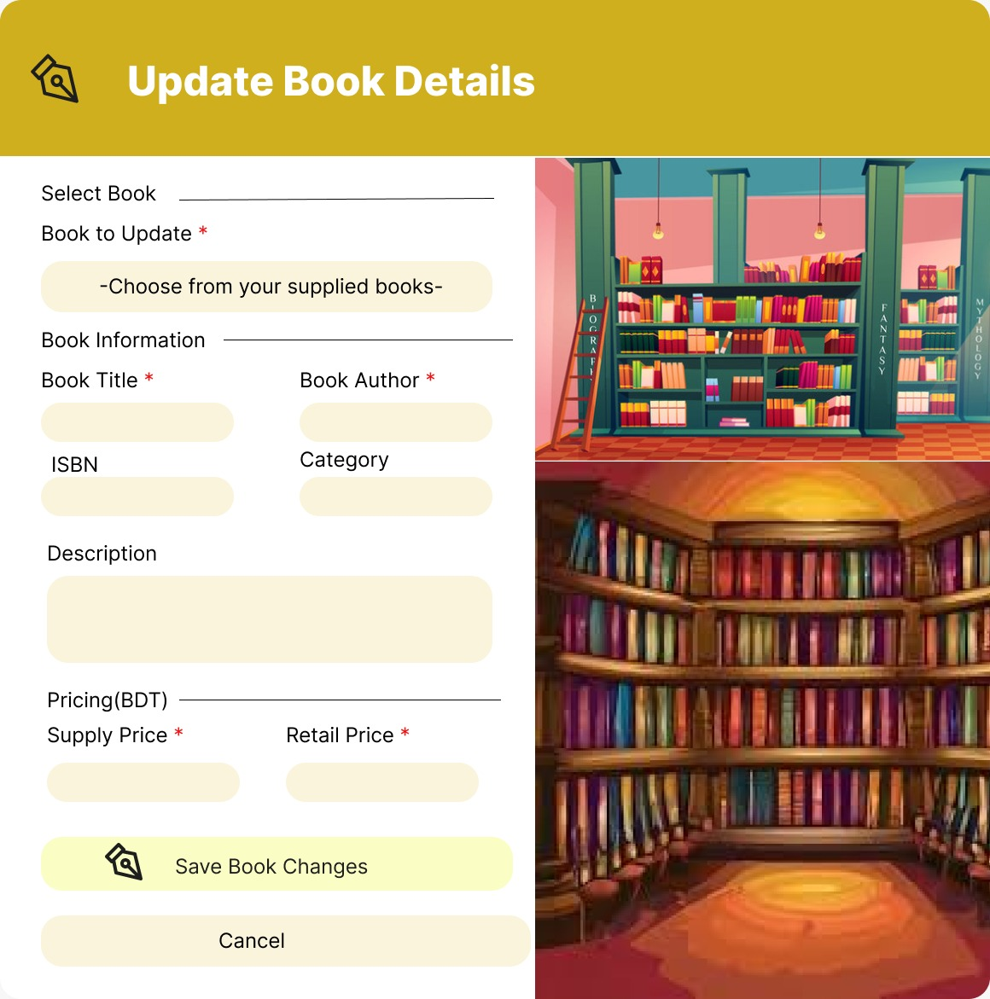 Update Book Details
Select Book
Book to Update *
-Choose from your supplied books-
Book Information
Book Title *
Book Author *
ISBN
Category
Description
Pricing(BDT)
Supply Price *
Retail Price *
Save Book Changes
Cancel
FANTASY
MYTHOLOGY